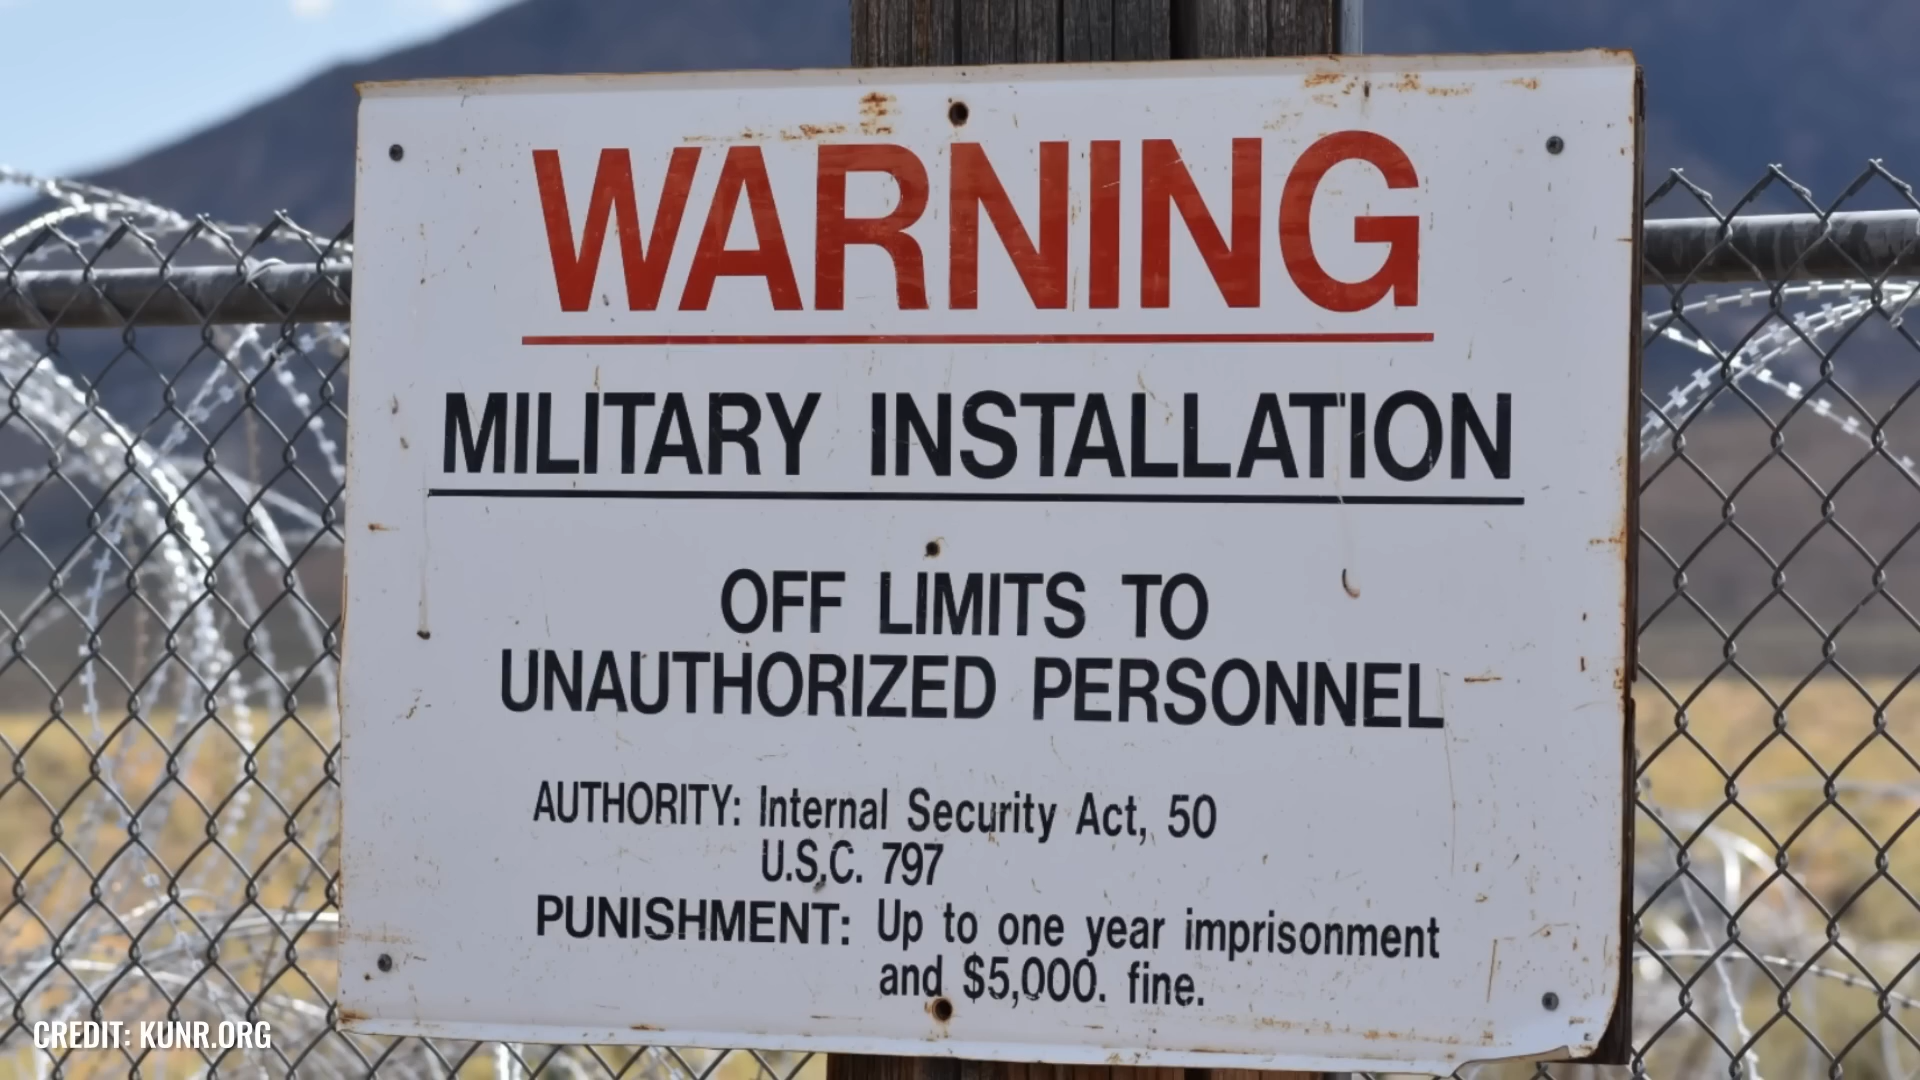 WARNING
MILITARY INSTALLATION
OFF LIMITS TO
UNAUTHORIZED PERSONNEL
AUTHORITY: Internal Security Act, 50
U.S.C. 797
PUNISHMENT: Up to one year imprisonment
and $5,000. fine.
CREDIT: KUNR.ORG